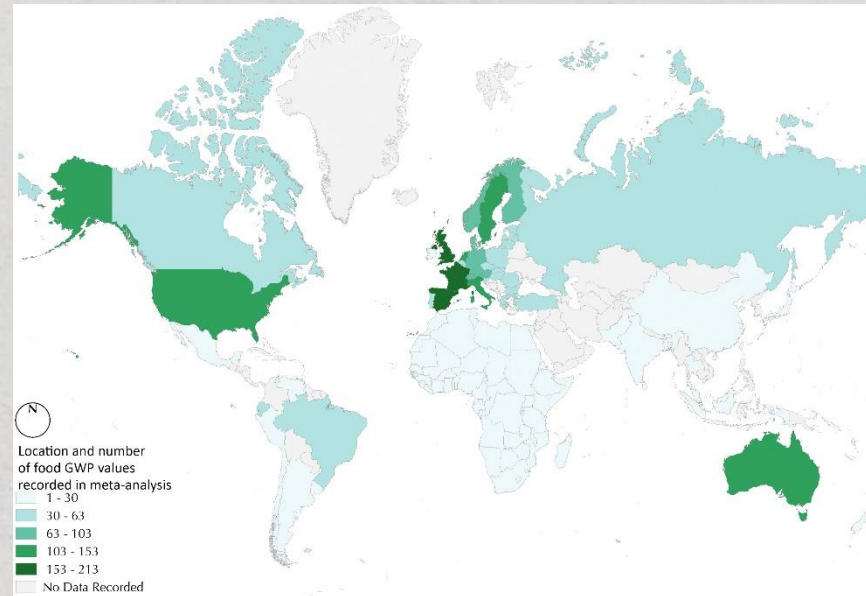 N
Location and number
of food GWP values
recorded in meta-analysis
1 - 30
30 - 63
63 - 103
103 - 153
153 - 213
No Data Recorded